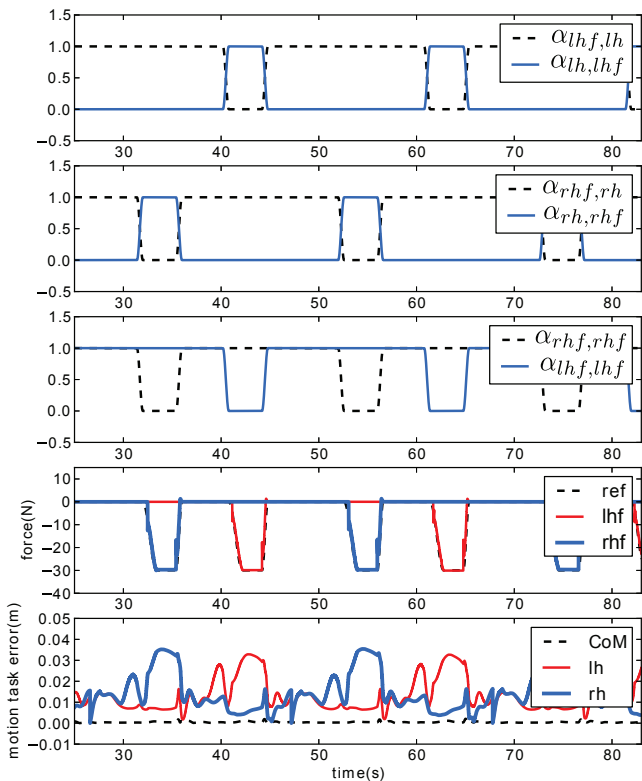 1.5
1.0
0.5
0.0
−0.5
α_{lhf,lh}
α_{lh,lhf}
30 40 50 60 70 80
1.5
1.0
0.5
0.0
−0.5
α_{rhf,rh}
α_{rh,rhf}
30 40 50 60 70 80
1.5
1.0
0.5
0.0
−0.5
α_{rhf,rhf}
α_{lhf,lhf}
30 40 50 60 70 80
force(N)
10
0
−10
−20
−30
−40
ref
lhf
rhf
30 40 50 60 70 80
motion task error(m)
0.05
0.04
0.03
0.02
0.01
0.00
−0.01
CoM
lh
rh
30 40 50 60 70 80
time(s)